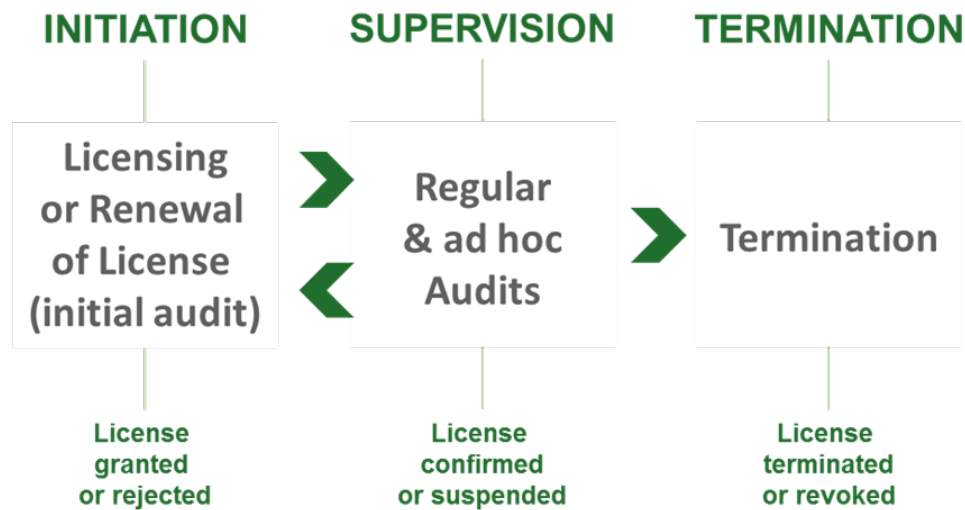 INITIATION
SUPERVISION
TERMINATION
Licensing
or Renewal
of License
(initial audit)
Regular
& ad hoc
Audits
Termination
License
granted
or rejected
License
confirmed
or suspended
License
terminated
or revoked